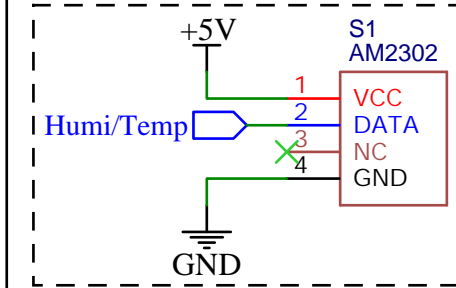 +5V
S1
AM2302
1 VCC
Humi/Temp 2 DATA
3 NC
4 GND
GND